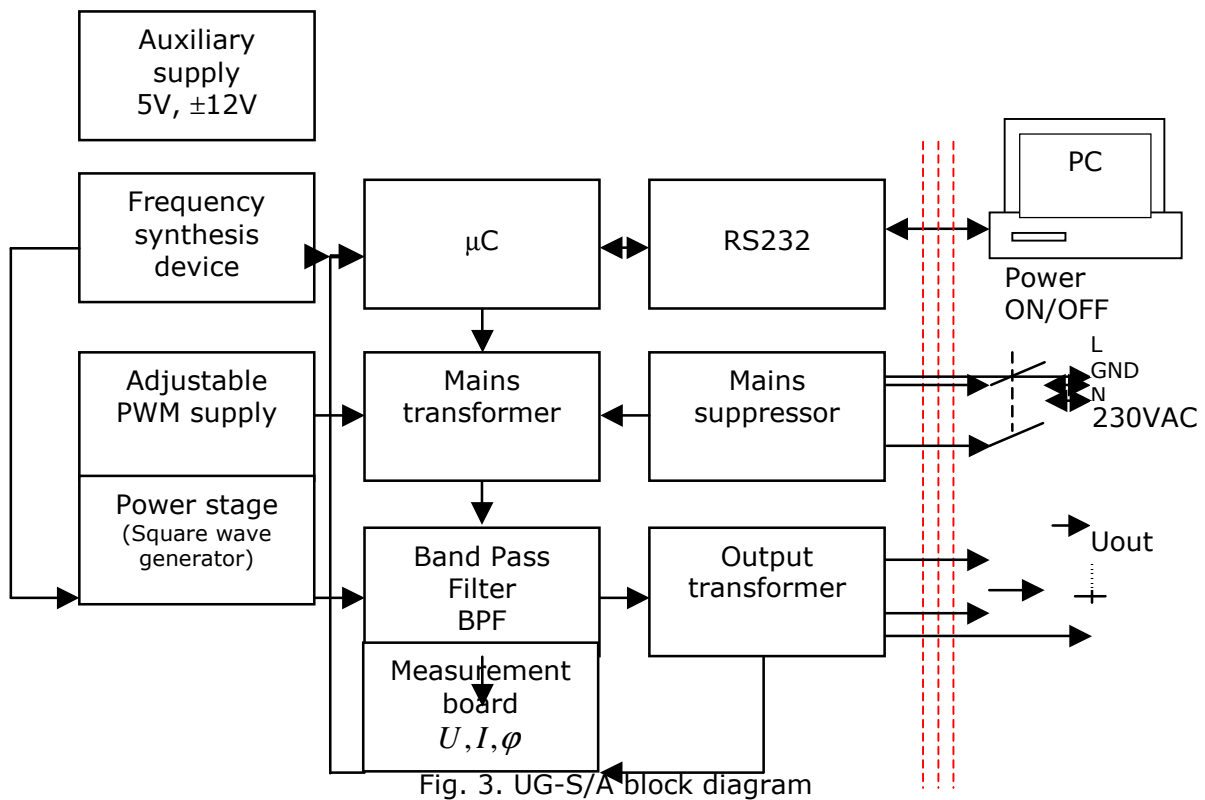 Auxiliary
supply
5V, ±12V
Frequency
synthesis
device
µC
RS232
PC
Power
ON/OFF
Adjustable
PWM supply
Mains
transformer
Mains
suppressor
L
GND
N
230VAC
Power stage
(Square wave
generator)
Band Pass
Filter
BPF
Output
transformer
Uout
Measurement
board
U,I,φ
Fig. 3. UG-S/A block diagram